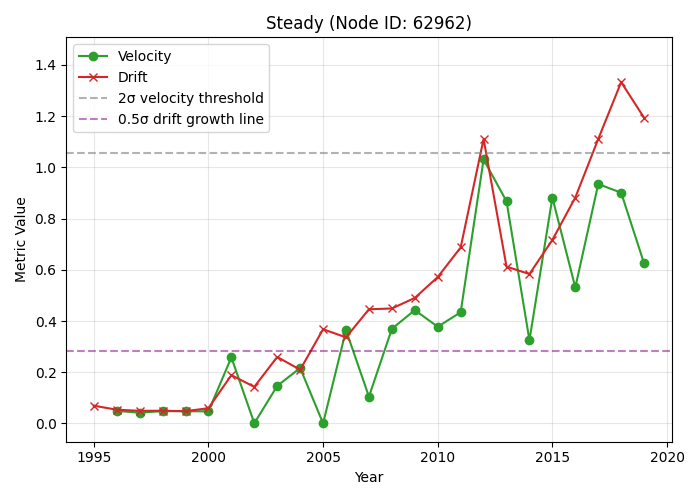 Steady (Node ID: 62962)
Velocity
Drift
2σ velocity threshold
0.5σ drift growth line
Metric Value
1.4
1.2
1.0
0.8
0.6
0.4
0.2
0.0
1995 2000 2005 2010 2015 2020
Year